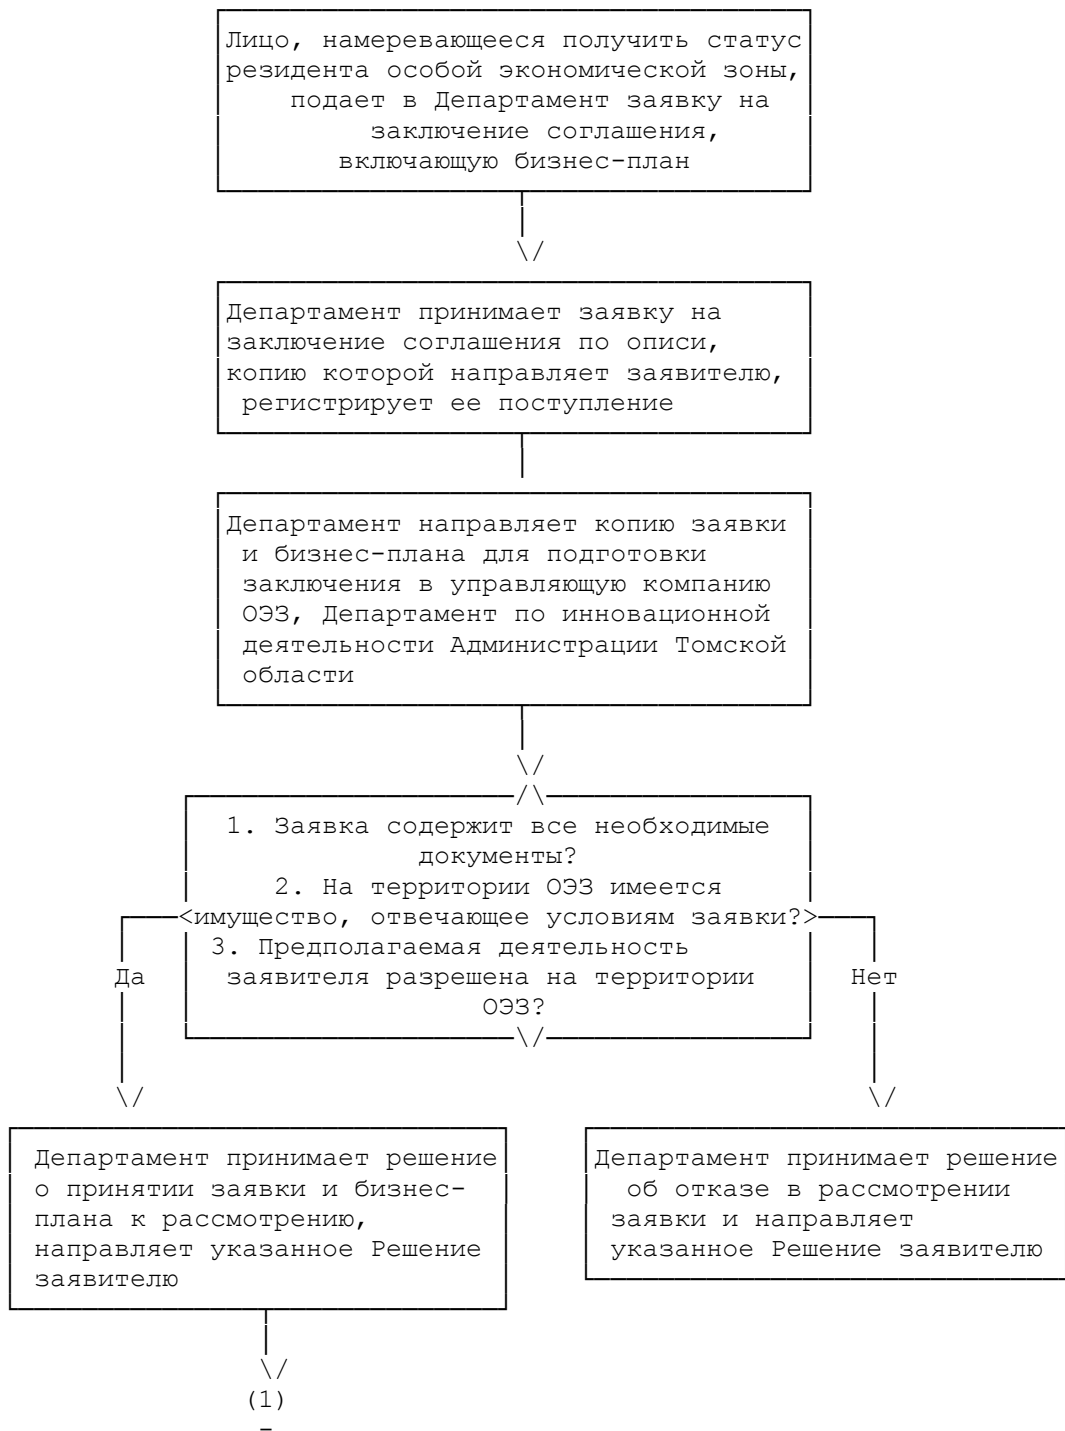 Лицо, намеревающееся получить статус
резидента особой экономической зоны,
подает в Департамент заявку на
заключение соглашения,
включающую бизнес-план
Департамент принимает заявку на
заключение соглашения по описи,
копию которой направляет заявителю,
регистрирует ее поступление
Департамент направляет копию заявки
и бизнес-плана для подготовки
заключения в управляющую компанию
ОЭЗ, Департамент по инновационной
деятельности Администрации Томской
области
1. Заявка содержит все необходимые
документы?
2. На территории ОЭЗ имеется
<имущество, отвечающее условиям заявки?>
3. Предполагаемая деятельность
заявителя разрешена на территории
ОЭЗ?
Да
Нет
Департамент принимает решение
о принятии заявки и бизнес-
плана к рассмотрению,
направляет указанное Решение
заявителю
Департамент принимает решение
об отказе в рассмотрении
заявки и направляет
указанное Решение заявителю
(1)
-